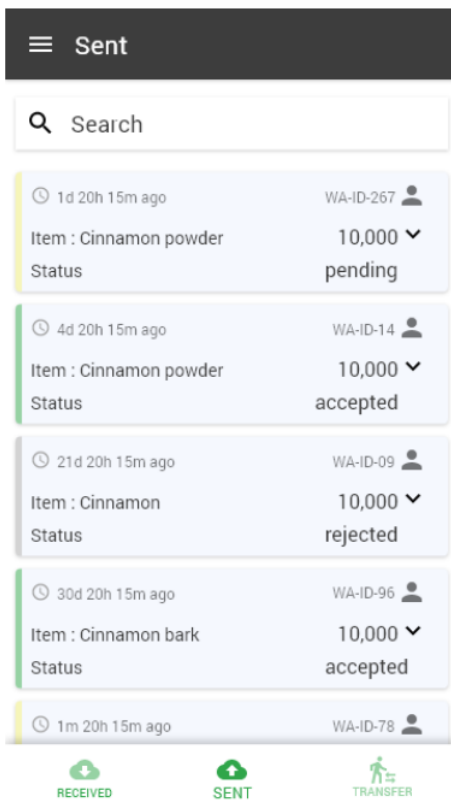 Sent
Search
1d 20h 15m ago WA-ID-267
Item : Cinnamon powder 10,000
Status pending
4d 20h 15m ago WA-ID-14
Item : Cinnamon powder 10,000
Status accepted
21d 20h 15m ago WA-ID-09
Item : Cinnamon 10,000
Status rejected
30d 20h 15m ago WA-ID-96
Item : Cinnamon bark 10,000
Status accepted
1m 20h 15m ago WA-ID-78
RECEIVED SENT TRANSFER